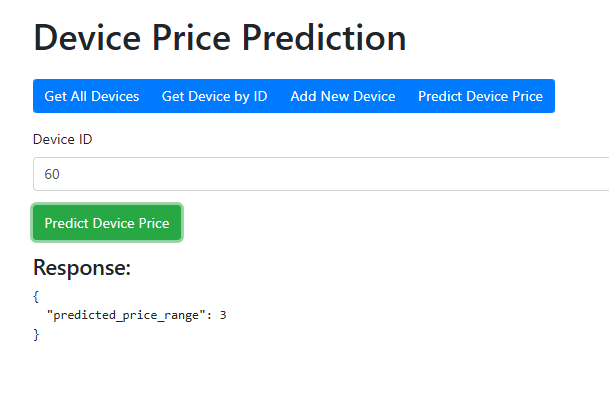 Device Price Prediction
Get All Devices Get Device by ID Add New Device Predict Device Price
Device ID
60
Predict Device Price
Response:
{
  "predicted_price_range": 3
}